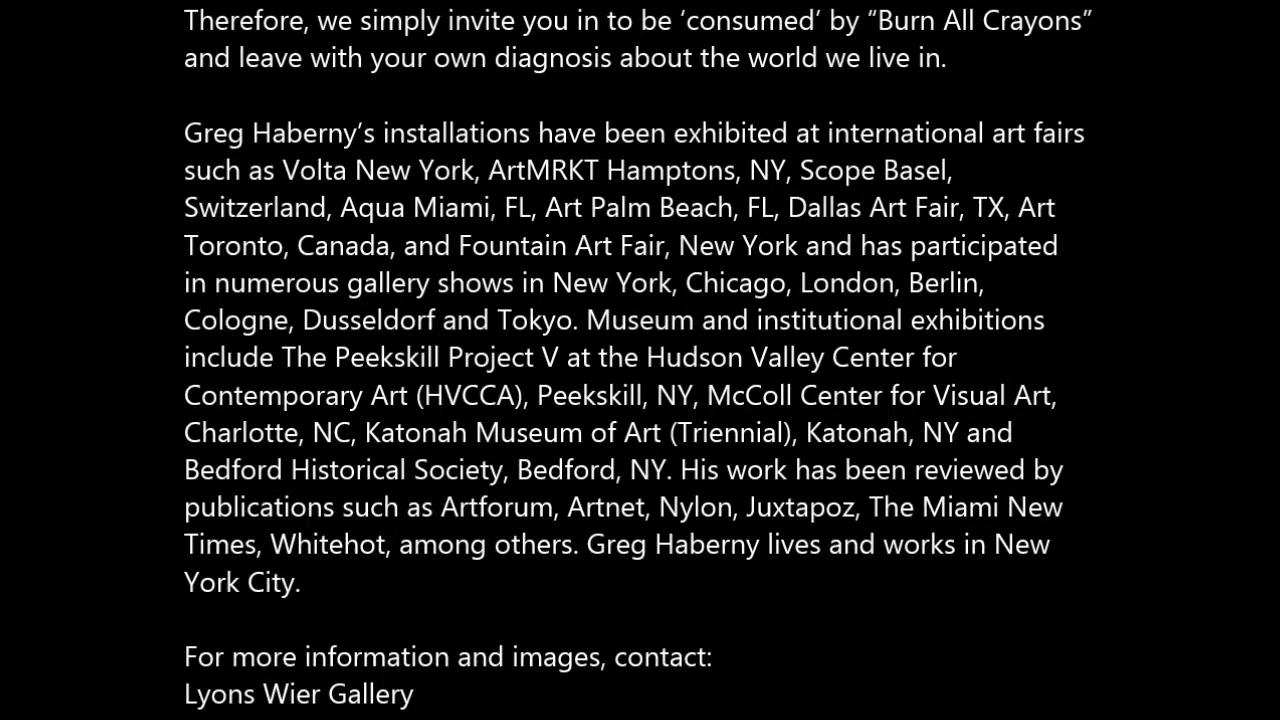 Therefore, we simply invite you in to be ‘consumed’ by “Burn All Crayons”
and leave with your own diagnosis about the world we live in.
Greg Haberny’s installations have been exhibited at international art fairs
such as Volta New York, ArtMRKT Hamptons, NY, Scope Basel,
Switzerland, Aqua Miami, FL, Art Palm Beach, FL, Dallas Art Fair, TX, Art
Toronto, Canada, and Fountain Art Fair, New York and has participated
in numerous gallery shows in New York, Chicago, London, Berlin,
Cologne, Dusseldorf and Tokyo. Museum and institutional exhibitions
include The Peekskill Project V at the Hudson Valley Center for
Contemporary Art (HVCCA), Peekskill, NY, McColl Center for Visual Art,
Charlotte, NC, Katonah Museum of Art (Triennial), Katonah, NY and
Bedford Historical Society, Bedford, NY. His work has been reviewed by
publications such as Artforum, Artnet, Nylon, Juxtapoz, The Miami New
Times, Whitehot, among others. Greg Haberny lives and works in New
York City.
For more information and images, contact:
Lyons Wier Gallery